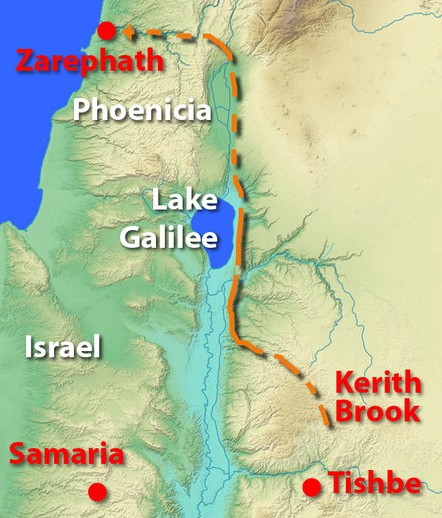 Zarephath
Phoenicia
Lake
Galilee
Israel
Kerith
Brook
Samaria
Tishbe